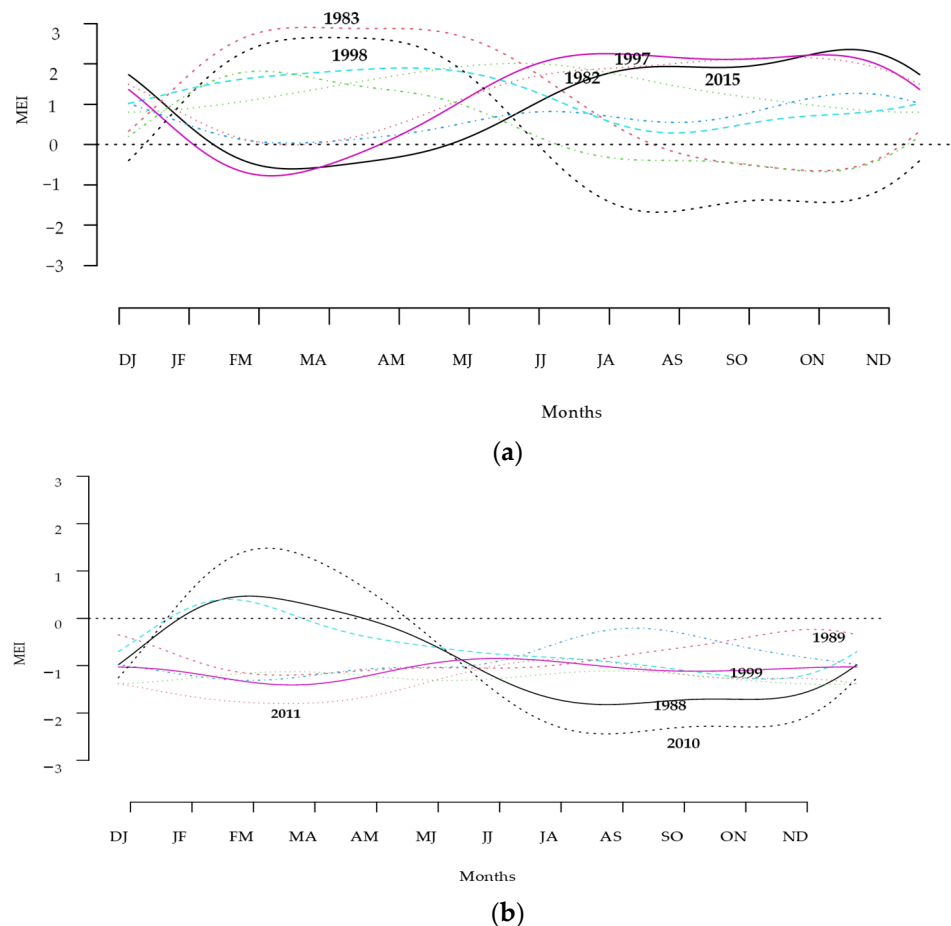 (a)
3
1983
1998
1997
2
1982
2015
MEI
1
0
−1
−2
−3
DJ JF FM MA AM MJ JJ JA AS SO ON ND
Months
(a)
3
2
1
0
1989
MEI
−1
1999
1988
−2
2011
2010
−3
DJ JF FM MA AM MJ JJ JA AS SO ON ND
Months
(b)